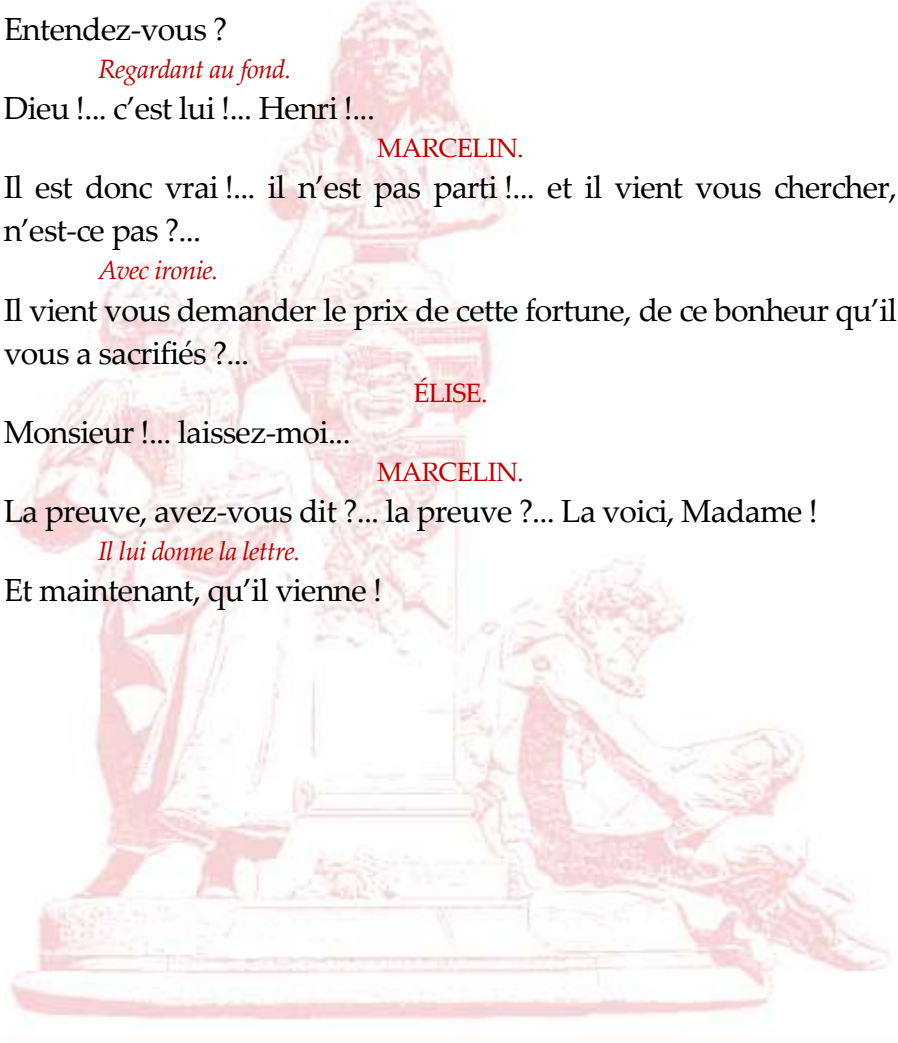 Entendez-vous ?
Regardant au fond.
Dieu !... c’est lui !... Henri !...
MARCELIN.
Il est donc vrai !... il n’est pas parti !... et il vient vous chercher,
n’est-ce pas ?...
Avec ironie.
Il vient vous demander le prix de cette fortune, de ce bonheur qu’il
vous a sacrifiés ?...
ÉLISE.
Monsieur !... laissez-moi...
MARCELIN.
La preuve, avez-vous dit ?... la preuve ?... La voici, Madame !
Il lui donne la lettre.
Et maintenant, qu’il vienne !